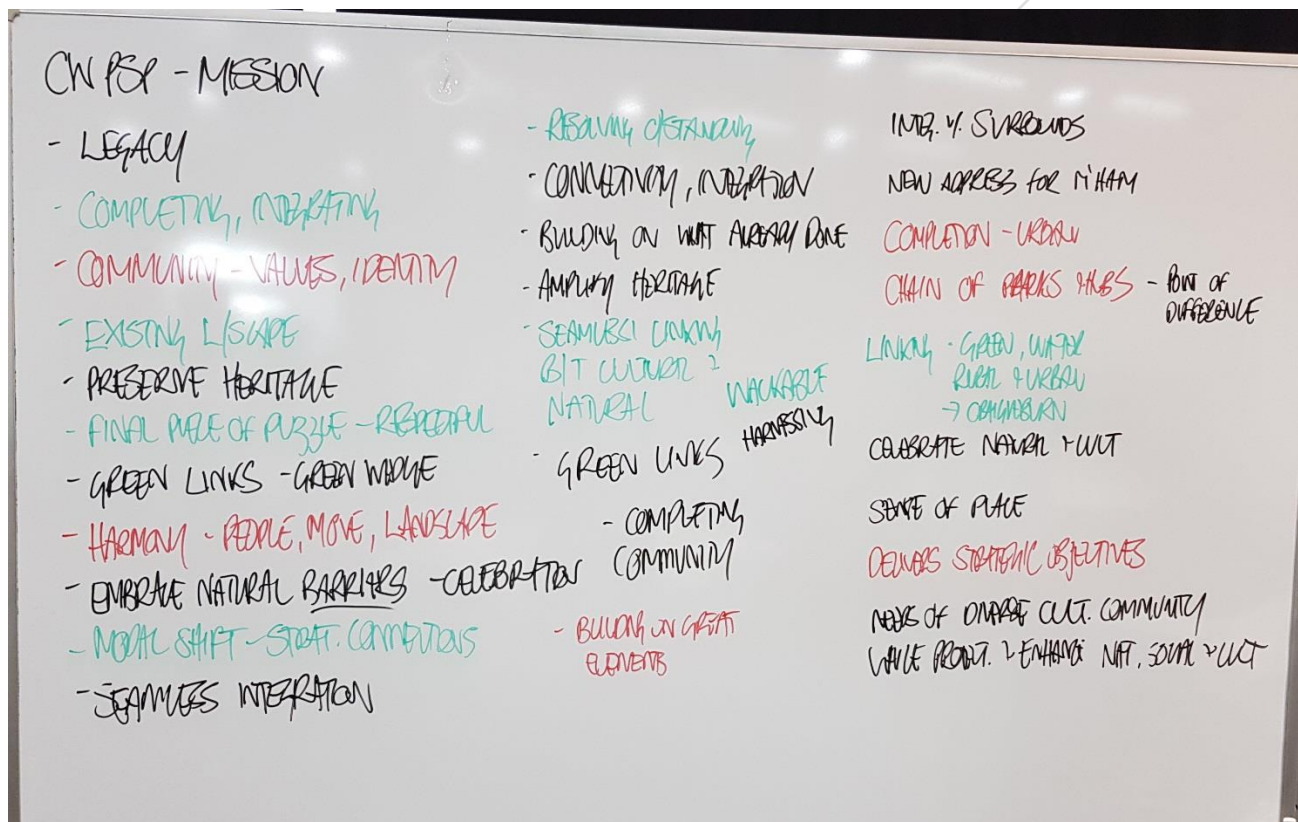 CW PSP - MISSION
- LEGACY
- COMPLETING, INTEGRATING
- COMMUNITY - VALUES, IDENTITY
- EXISTING L/SCAPE
- PRESERVE HERITAGE
- FINAL PIECE OF PUZZLE - RESPECTFUL
- GREEN LINKS - GREEN WEDGE
- HARMONY - PEOPLE, MOVE, LANDSCAPE
- EMBRACE NATURAL BARRIERS - CELEBRATION
- MODAL SHIFT - STRAT. CONNECTIONS
- SEAMLESS INTEGRATION
- RESOLVING O/STANDING
- CONNECTIVITY, INTEGRATION
- BUILDING ON WHAT ALREADY DONE
- AMPLIFY HERITAGE
- SEAMLESS LINKING
B/T CULTURAL &
NATURAL
WALKABLE
HARNESSING
- GREEN LINKS
- COMPLETING
COMMUNITY
- BUILDING ON GREAT
ELEMENTS
INTEG. W. SURROUNDS
NEW ADDRESS FOR M'HAM
COMPLETION - URBAN
CHAIN OF PARKS & HUBS - POINT OF
DIFFERENCE
LINKING - GREEN, WATER
RURAL & URBAN
→
CELEBRATE NATURAL & CULT
SENSE OF PLACE
DELIVERS STRATEGIC OBJECTIVES
NEEDS OF DIVERSE CULT. COMMUNITY
WHILE PROTECT. & ENHANCE NAT, SOCIAL & CULT